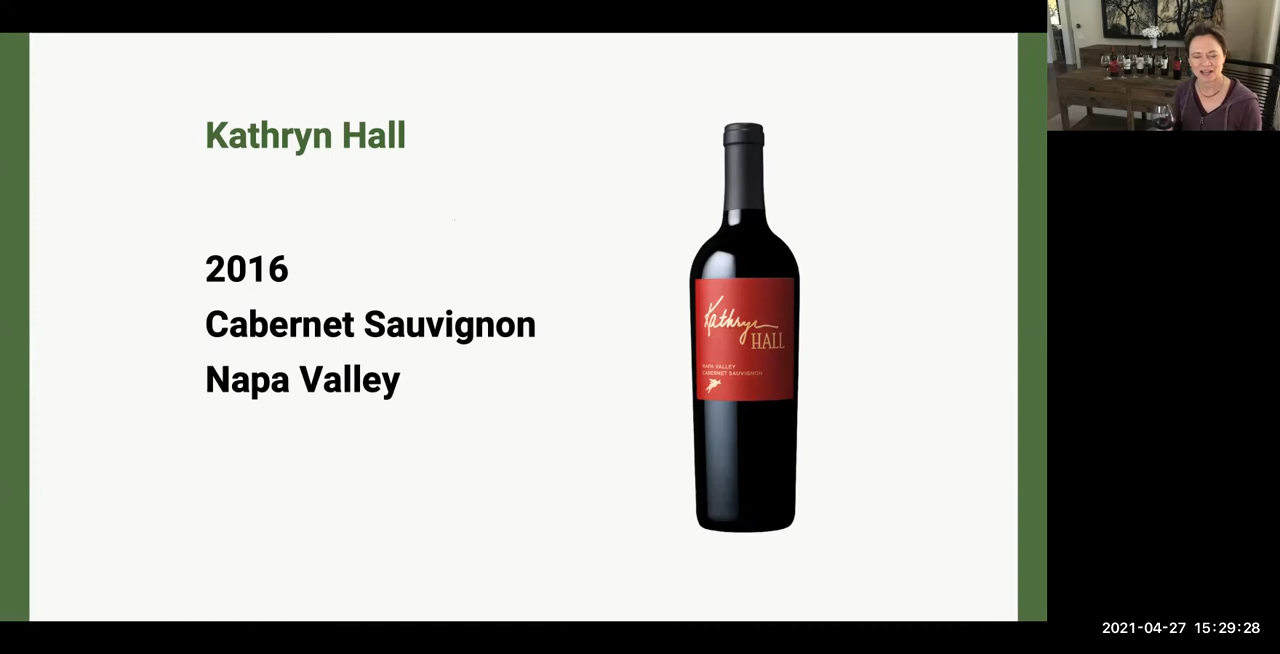 Kathryn Hall
2016
Cabernet Sauvignon
Napa Valley
Kathryn
HALL
NAPA VALLEY
CABERNET SAUVIGNON
2021-04-27 15:29:28